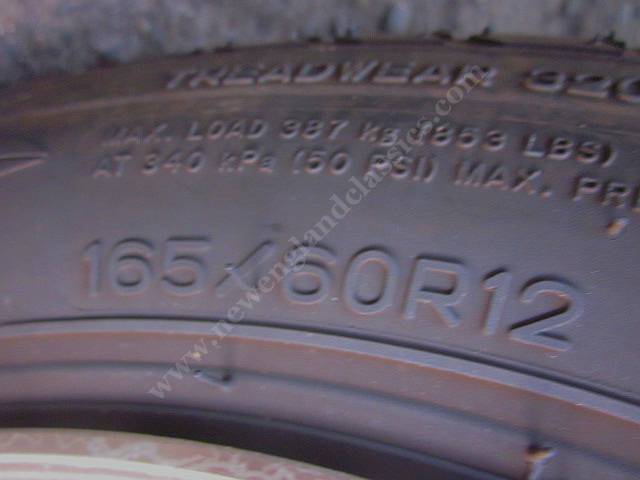 TREADWEAR 320
MAX. LOAD 387 kg (853 LBS)
AT 340 kPa (50 PSI) MAX. PRE
165/60R12
www.newenglandclassics.com